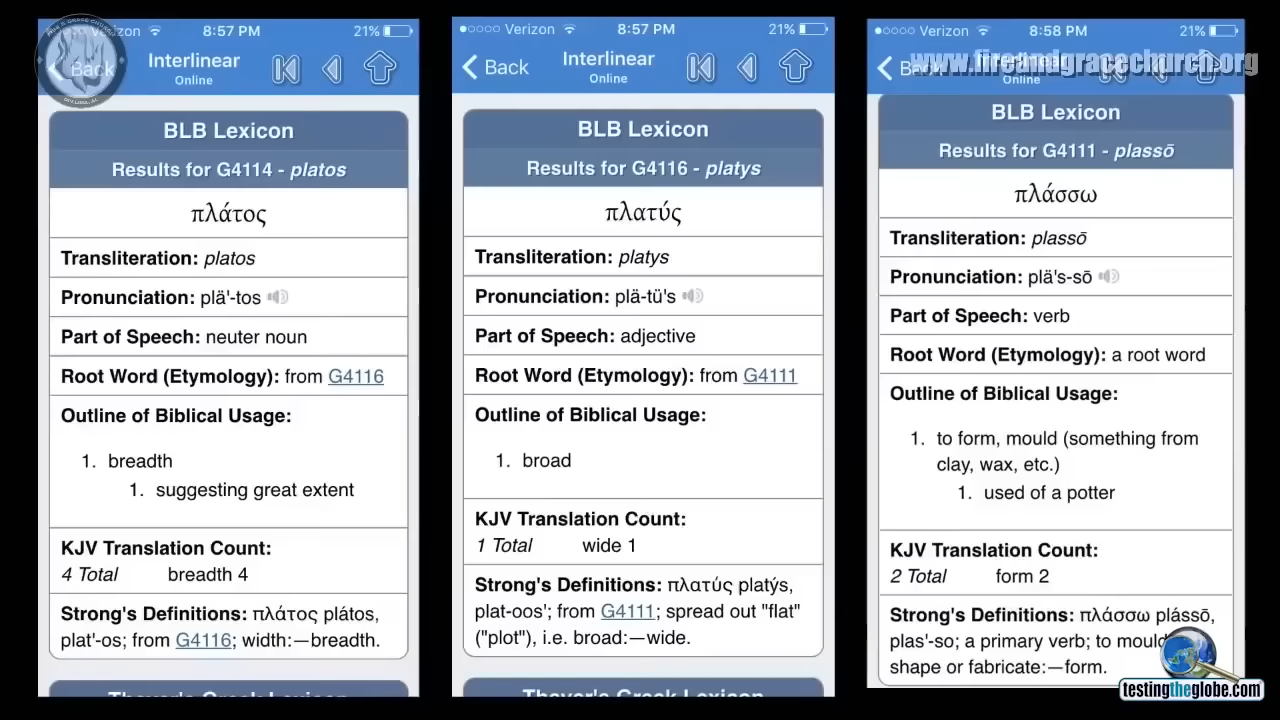 Verizon
8:57 PM
21%
Back
Interlinear
Online
BLB Lexicon
Results for G4114 - platos
πλάτος
Transliteration: platos
Pronunciation: plä'-tos
Part of Speech: neuter noun
Root Word (Etymology): from G4116
Outline of Biblical Usage:
1. breadth
1. suggesting great extent
KJV Translation Count:
4 Total breadth 4
Strong's Definitions: πλάτος plátos,
plat'-os; from G4116; width:—breadth.
Thayer's Greek Lexicon
Verizon
8:57 PM
21%
Back
Interlinear
Online
BLB Lexicon
Results for G4116 - platys
πλατύς
Transliteration: platys
Pronunciation: plä-tü's
Part of Speech: adjective
Root Word (Etymology): from G4111
Outline of Biblical Usage:
1. broad
KJV Translation Count:
1 Total wide 1
Strong's Definitions: πλατύς platýs,
plat-oos'; from G4111; spread out "flat"
("plot"), i.e. broad:—wide.
Thayer's Greek Lexicon
Verizon
8:58 PM
21%
www.fireandgracechurch.org
Back
Interlinear
Online
BLB Lexicon
Results for G4111 - plassō
πλάσσω
Transliteration: plassō
Pronunciation: plä's-sō
Part of Speech: verb
Root Word (Etymology): a root word
Outline of Biblical Usage:
1. to form, mould (something from
clay, wax, etc.)
1. used of a potter
KJV Translation Count:
2 Total form 2
Strong's Definitions: πλάσσω plássō,
plas'-so; a primary verb; to mould,
shape or fabricate:—form.
testingtheglobe.com